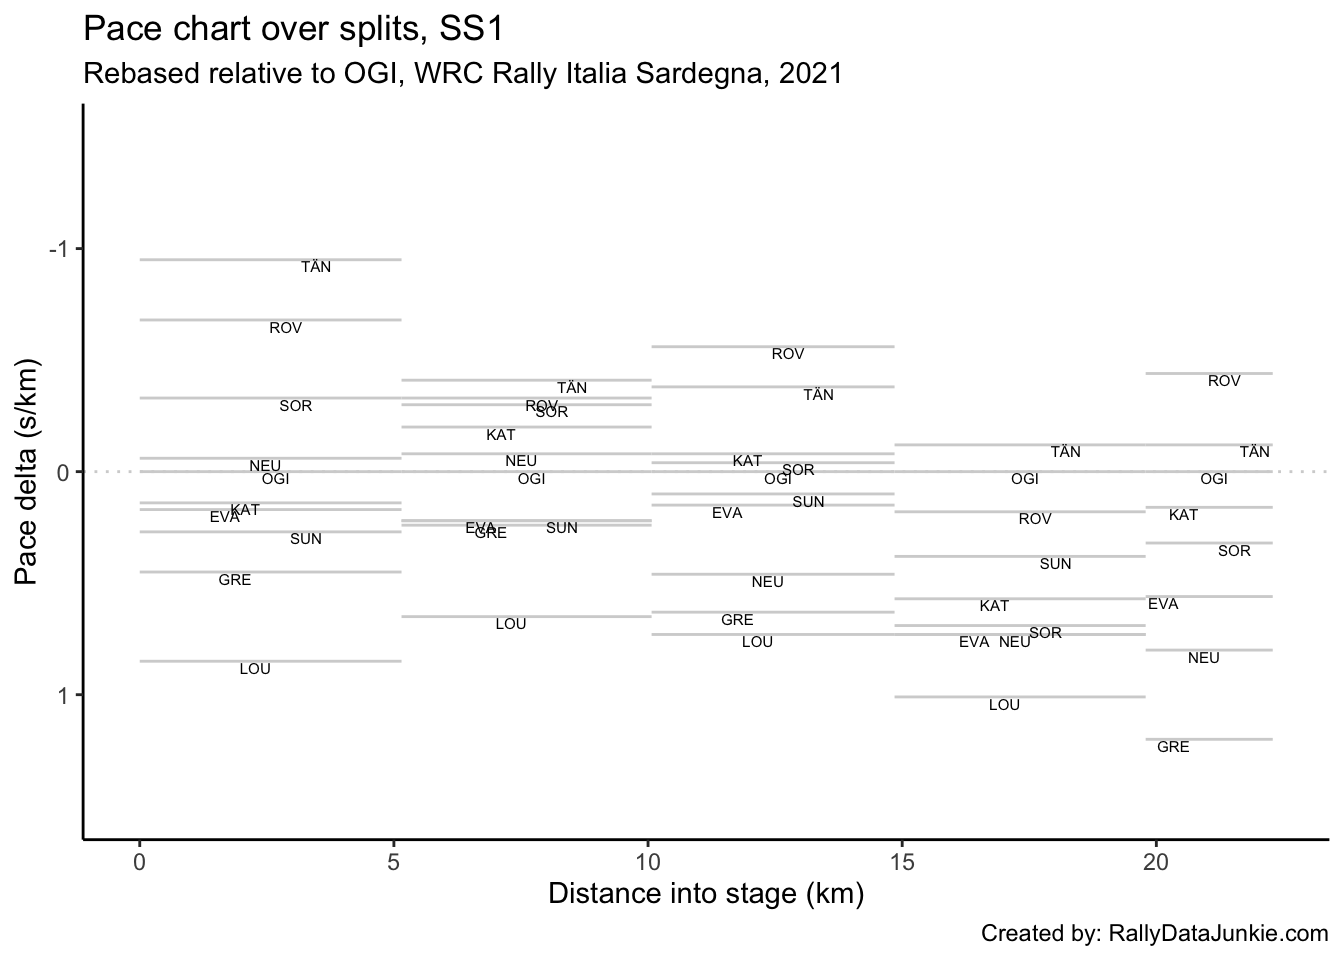 Pace chart over splits, SS1
Rebased relative to OGI, WRC Rally Italia Sardegna, 2021
Pace delta (s/km)
-1
0
1
TÄN
ROV
SOR
NEU
OGI
KAT
EVA
SUN
GRE
LOU
TÄN
ROV
SOR
KAT
NEU
OGI
EVA
SUN
GRE
LOU
ROV
TÄN
KAT
SOR
OGI
SUN
EVA
NEU
GRE
LOU
TÄN
OGI
ROV
SUN
KAT
SOR
EVA NEU
LOU
ROV
TÄN
OGI
KAT
SOR
EVA
NEU
GRE
0 5 10 15 20
Distance into stage (km)
Created by: RallyDataJunkie.com